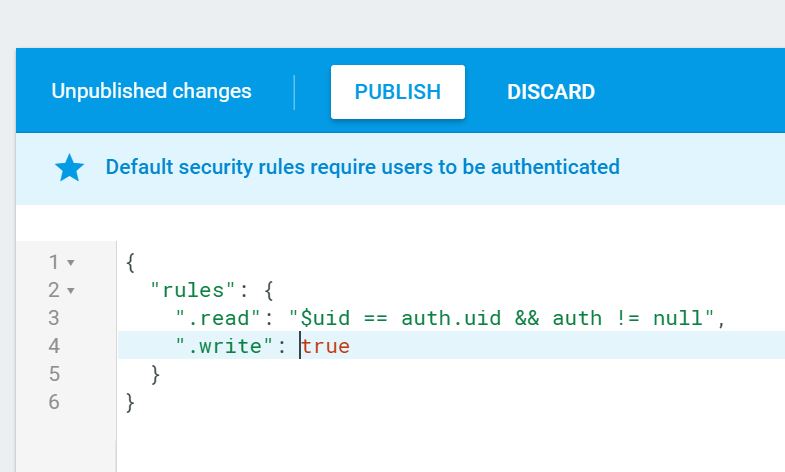 Unpublished changes PUBLISH DISCARD
Default security rules require users to be authenticated
1 {
2 "rules": {
3 ".read": "$uid == auth.uid && auth != null",
4 ".write": true
5 }
6 }